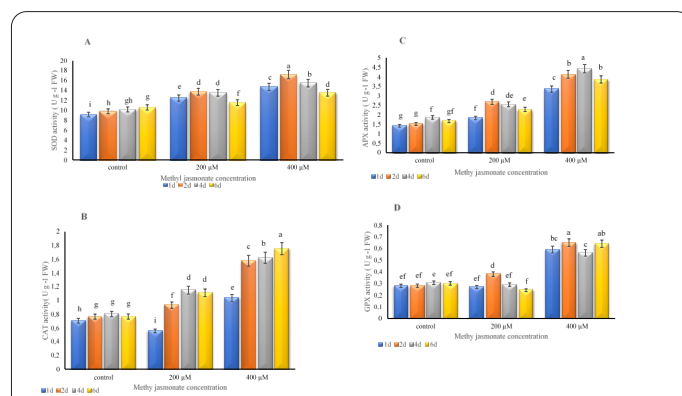 A
SOD activity ( U g -1 FW)
20
18
16
14
12
10
8
6
4
2
0
i h gh g
e d d f
c a b d
control 200 µM 400 µM
Methyl jasmonate concentration
1d 2d 4d 6d
C
APX activity ( U g -1 FW)
4,5
4
3,5
3
2,5
2
1,5
1
0,5
0
g g f gf
f d de e
c b a b
control 200 µM 400 µM
Methy jasmonate concentration
1d 2d 4d 6d
B
CAT activity( U g -1 FW)
2
1,8
1,6
1,4
1,2
1
0,8
0,6
0,4
0,2
0
h g g g
i f d d
e c b a
control 200 µM 400 µM
Methy jasmonate concentration
1d 2d 4d 6d
D
GPX activity ( U g -1 FW)
0,8
0,7
0,6
0,5
0,4
0,3
0,2
0,1
0
ef ef e ef
ef d ef f
bc a c ab
control 200 µM 400 µM
Methy jasmonate concentration
1d 2d 4d 6d